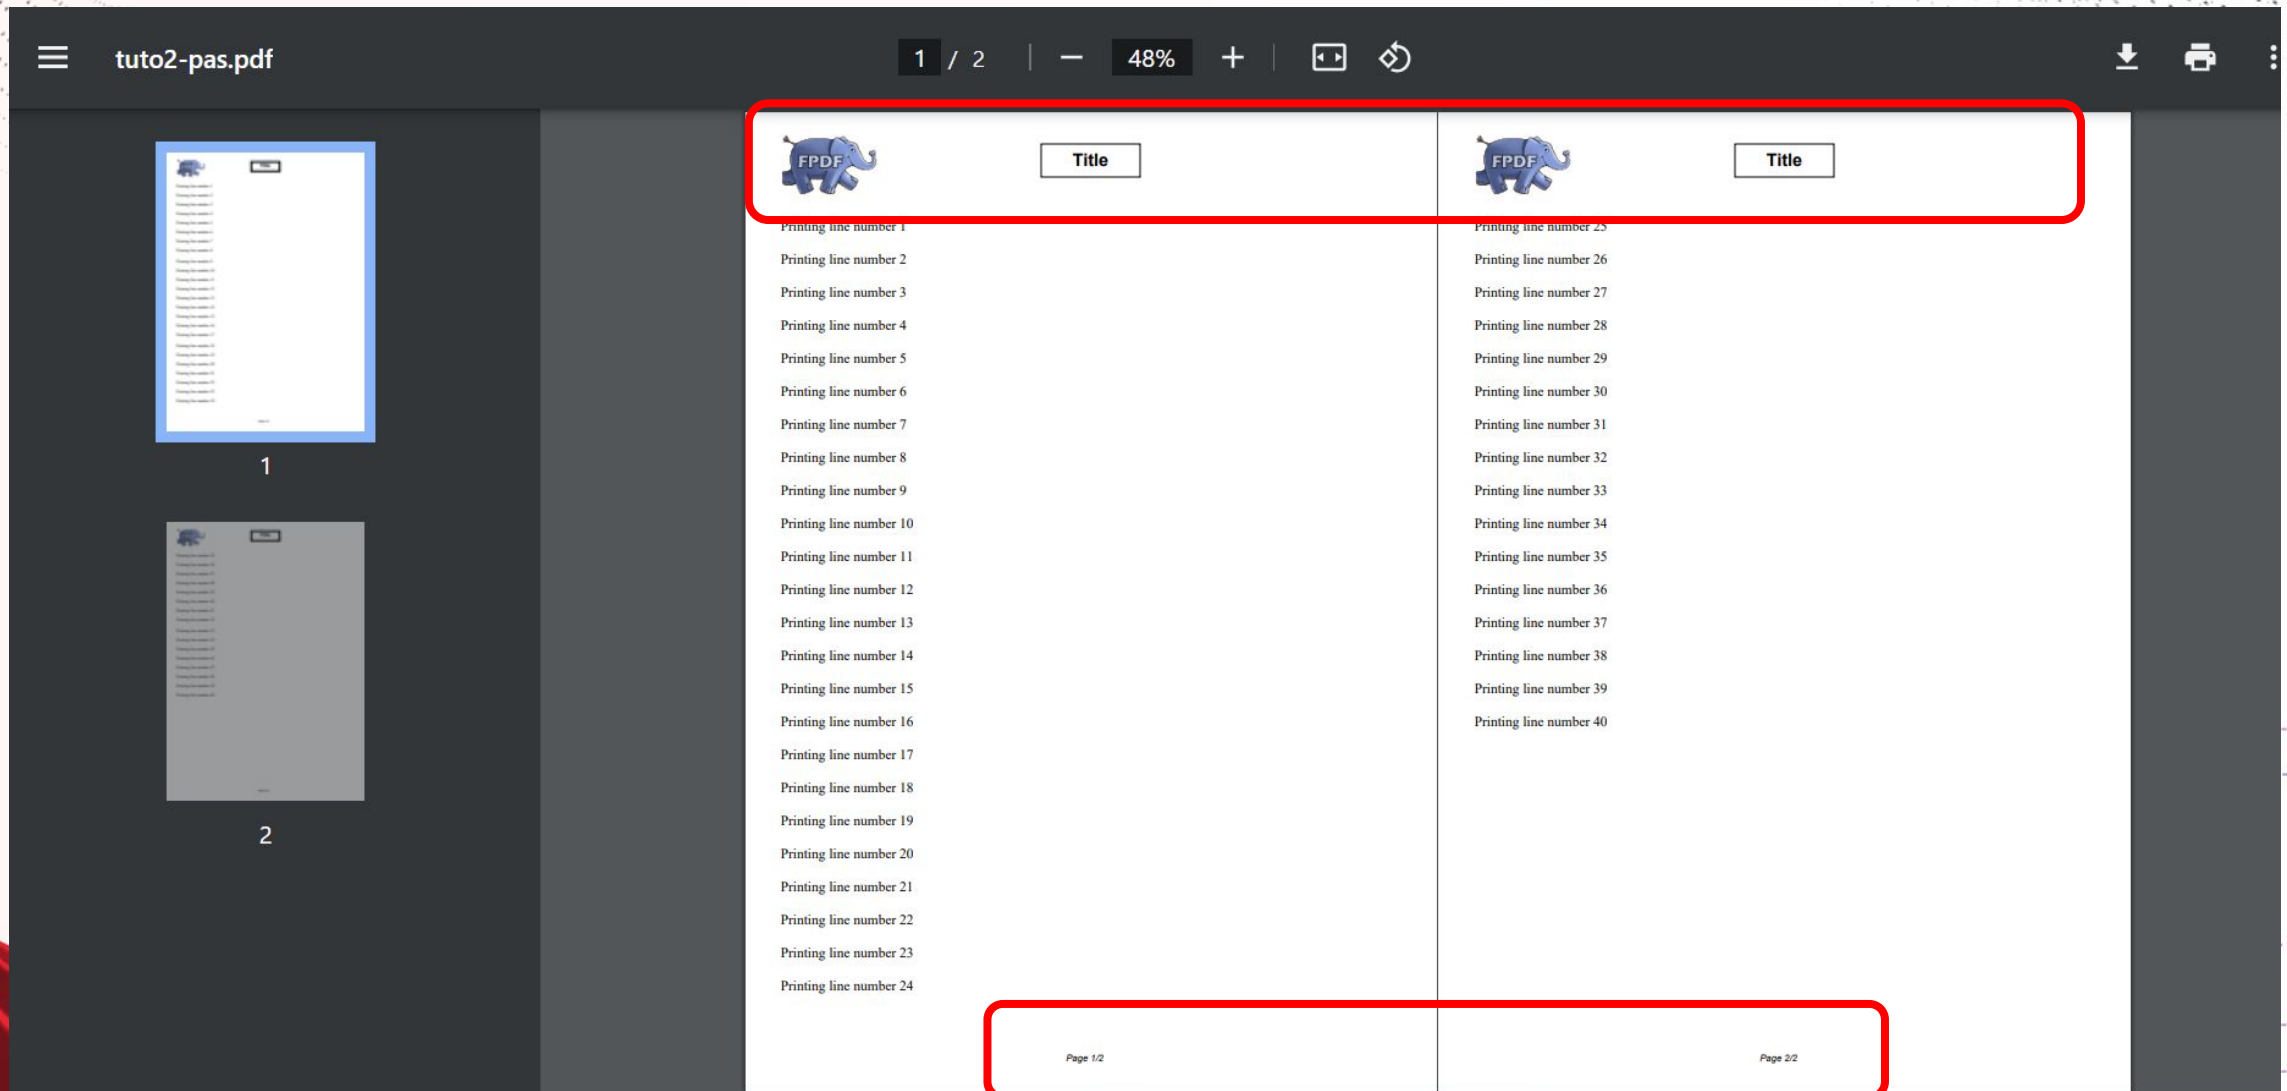 tuto2-pas.pdf
1 / 2
48%
1
2
FPDF
Title
Printing line number 1
Printing line number 2
Printing line number 3
Printing line number 4
Printing line number 5
Printing line number 6
Printing line number 7
Printing line number 8
Printing line number 9
Printing line number 10
Printing line number 11
Printing line number 12
Printing line number 13
Printing line number 14
Printing line number 15
Printing line number 16
Printing line number 17
Printing line number 18
Printing line number 19
Printing line number 20
Printing line number 21
Printing line number 22
Printing line number 23
Printing line number 24
Page 1/2
FPDF
Title
Printing line number 25
Printing line number 26
Printing line number 27
Printing line number 28
Printing line number 29
Printing line number 30
Printing line number 31
Printing line number 32
Printing line number 33
Printing line number 34
Printing line number 35
Printing line number 36
Printing line number 37
Printing line number 38
Printing line number 39
Printing line number 40
Page 2/2